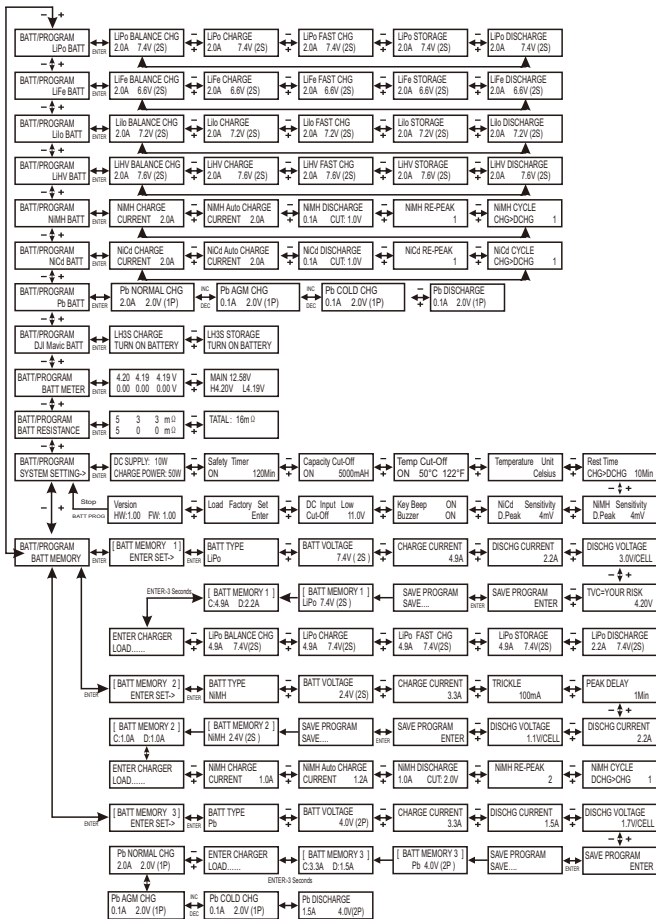 BATT/PROGRAM
LiPo BATT
ENTER
LiPo BALANCE CHG
2.0A 7.4V (2S)
LiPo CHARGE
2.0A 7.4V (2S)
LiPo FAST CHG
2.0A 7.4V (2S)
LiPo STORAGE
2.0A 7.4V (2S)
LiPo DISCHARGE
2.0A 7.4V (2S)
BATT/PROGRAM
LiFe BATT
ENTER
LiFe BALANCE CHG
2.0A 6.6V (2S)
LiFe CHARGE
2.0A 6.6V (2S)
LiFe FAST CHG
2.0A 6.6V (2S)
LiFe STORAGE
2.0A 6.6V (2S)
LiFe DISCHARGE
2.0A 6.6V (2S)
BATT/PROGRAM
LiIo BATT
ENTER
LiIo BALANCE CHG
2.0A 7.2V (2S)
LiIo CHARGE
2.0A 7.2V (2S)
LiIo FAST CHG
2.0A 7.2V (2S)
LiIo STORAGE
2.0A 7.2V (2S)
LiIo DISCHARGE
2.0A 7.2V (2S)
BATT/PROGRAM
LiHV BATT
ENTER
LiHV BALANCE CHG
2.0A 7.6V (2S)
LiHV CHARGE
2.0A 7.6V (2S)
LiHV FAST CHG
2.0A 7.6V (2S)
LiHV STORAGE
2.0A 7.6V (2S)
LiHV DISCHARGE
2.0A 7.6V (2S)
BATT/PROGRAM
NiMH BATT
ENTER
NiMH CHARGE
CURRENT 2.0A
NiMH Auto CHARGE
CURRENT 2.0A
NiMH DISCHARGE
0.1A CUT: 1.0V
NiMH RE-PEAK
1
NiMH CYCLE
CHG>DCHG 1
BATT/PROGRAM
NiCd BATT
ENTER
NiCd CHARGE
CURRENT 2.0A
NiCd Auto CHARGE
CURRENT 2.0A
NiCd DISCHARGE
0.1A CUT: 1.0V
NiCd RE-PEAK
1
NiCd CYCLE
CHG>DCHG 1
BATT/PROGRAM
Pb BATT
ENTER
Pb NORMAL CHG
2.0A 2.0V (1P)
INC
DEC
Pb AGM CHG
0.1A 2.0V (1P)
INC
DEC
Pb COLD CHG
0.1A 2.0V (1P)
Pb DISCHARGE
0.1A 2.0V (1P)
BATT/PROGRAM
DJI Mavic BATT
ENTER
LH3S CHARGE
TURN ON BATTERY
LH3S STORAGE
TURN ON BATTERY
BATT/PROGRAM
BATT METER
ENTER
4.20 4.19 4.19 V
0.00 0.00 0.00 V
MAIN 12.58V
H4.20V L4.19V
BATT/PROGRAM
BATT RESISTANCE
ENTER
5 3 3 mΩ
5 0 0 mΩ
TATAL: 16mΩ
BATT/PROGRAM
SYSTEM SETTING->
ENTER
DC SUPPLY: 10W
CHARGE POWER: 50W
Safety Timer
ON 120Min
Capacity Cut-Off
ON 5000mAH
Temp Cut-Off
ON 50°C 122°F
Temperature Unit
Celsius
Rest Time
CHG>DCHG 10Min
Stop
BATT PROG
Version
HW:1.00 FW: 1.00
Load Factory Set
Enter
DC Input Low
Cut-Off 11.0V
Key Beep ON
Buzzer ON
NiCd Sensitivity
D.Peak 4mV
NiMH Sensitivity
D.Peak 4mV
BATT/PROGRAM
BATT MEMORY
ENTER
[ BATT MEMORY 1]
ENTER SET->
ENTER
BATT TYPE
LiPo
BATT VOLTAGE
7.4V ( 2S )
CHARGE CURRENT
4.9A
DISCHG CURRENT
2.2A
DISCHG VOLTAGE
3.0V/CELL
ENTER>3 Seconds
[ BATT MEMORY 1 ]
C:4.9A D:2.2A
[ BATT MEMORY 1 ]
LiPo 7.4V (2S )
SAVE PROGRAM
SAVE....
ENTER
SAVE PROGRAM
ENTER
TVC=YOUR RISK
4.20V
ENTER CHARGER
LOAD......
LiPo BALANCE CHG
4.9A 7.4V(2S)
LiPo CHARGE
4.9A 7.4V(2S)
LiPo FAST CHG
4.9A 7.4V(2S)
LiPo STORAGE
4.9A 7.4V(2S)
LiPo DISCHARGE
2.2A 7.4V(2S)
ENTER
[ BATT MEMORY 2]
ENTER SET->
ENTER
BATT TYPE
NiMH
BATT VOLTAGE
2.4V (2S)
CHARGE CURRENT
3.3A
TRICKLE
100mA
PEAK DELAY
1Min
[ BATT MEMORY 2 ]
C:1.0A D:1.0A
[ BATT MEMORY 2 ]
NiMH 2.4V (2S )
SAVE PROGRAM
SAVE....
ENTER
SAVE PROGRAM
ENTER
DISCHG VOLTAGE
1.1V/CELL
DISCHG CURRENT
2.2A
ENTER CHARGER
LOAD......
NiMH CHARGE
CURRENT 1.0A
NiMH Auto CHARGE
CURRENT 1.2A
NiMH DISCHARGE
1.0A CUT: 2.0V
NiMH RE-PEAK
2
NiMH CYCLE
DCHG>CHG 1
ENTER
[ BATT MEMORY 3]
ENTER SET->
ENTER
BATT TYPE
Pb
BATT VOLTAGE
4.0V (2P)
CHARGE CURRENT
3.3A
DISCHG CURRENT
1.5A
DISCHG VOLTAGE
1.7V/CELL
Pb NORMAL CHG
2.0A 2.0V (1P)
ENTER CHARGER
LOAD......
[ BATT MEMORY 3 ]
C:3.3A D:1.5A
[ BATT MEMORY 3 ]
Pb 4.0V (2P )
SAVE PROGRAM
SAVE....
ENTER
SAVE PROGRAM
ENTER
ENTER>3 Seconds
Pb AGM CHG
0.1A 2.0V (1P)
INC
DEC
Pb COLD CHG
0.1A 2.0V (1P)
Pb DISCHARGE
1.5A 4.0V(2P)